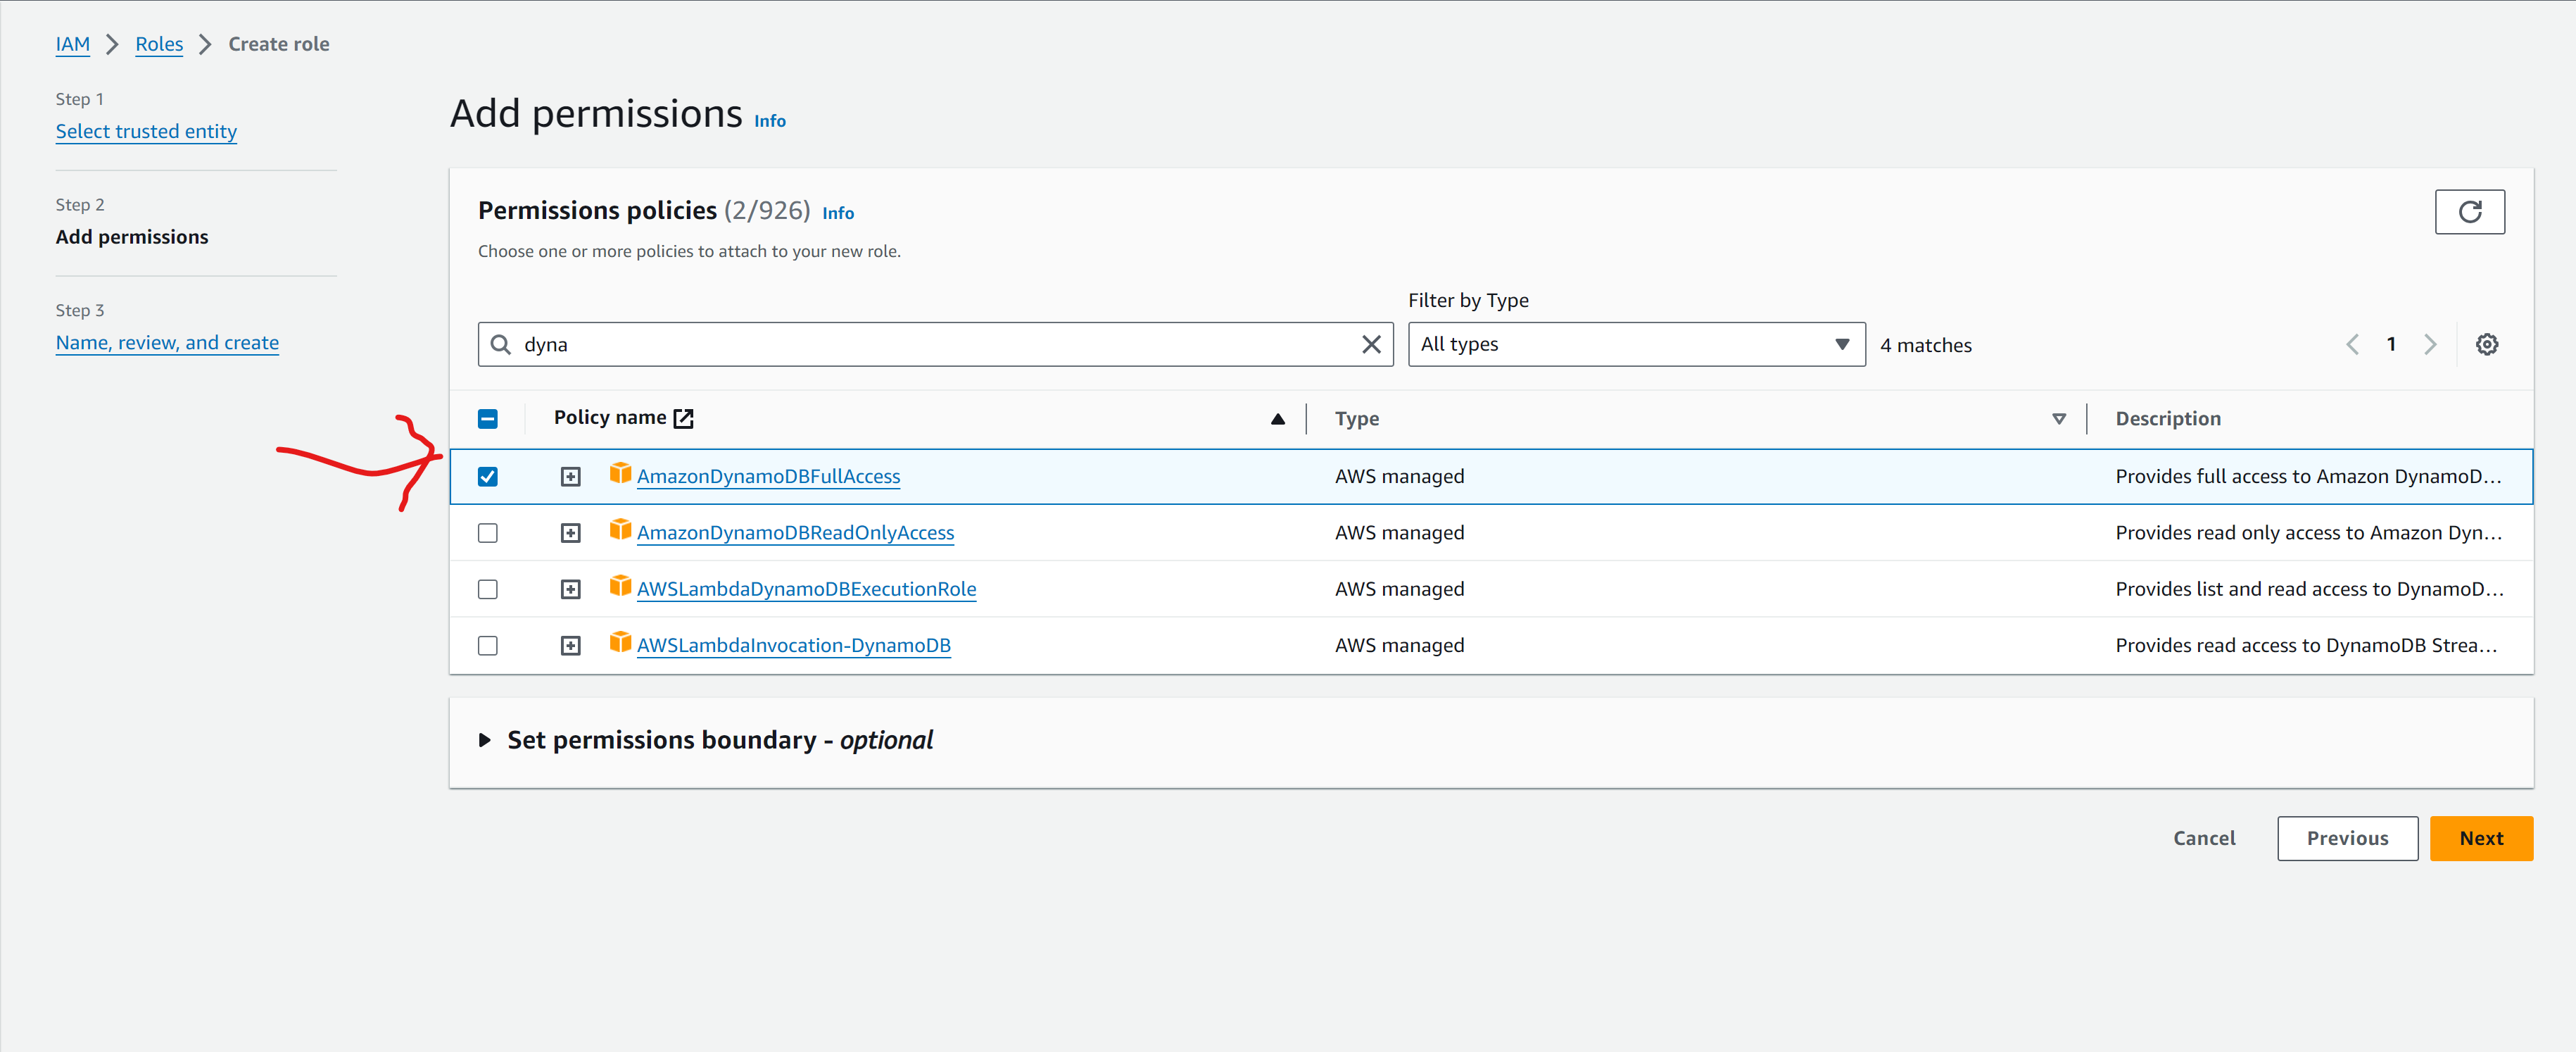 IAM > Roles > Create role
Step 1
Select trusted entity
Step 2
Add permissions
Step 3
Name, review, and create
Add permissions Info
Permissions policies (2/926) Info
Choose one or more policies to attach to your new role.
Filter by Type
dyna All types 4 matches 1
Policy name Type Description
AmazonDynamoDBFullAccess AWS managed Provides full access to Amazon DynamoD...
AmazonDynamoDBReadOnlyAccess AWS managed Provides read only access to Amazon Dyn...
AWSLambdaDynamoDBExecutionRole AWS managed Provides list and read access to DynamoD...
AWSLambdaInvocation-DynamoDB AWS managed Provides read access to DynamoDB Strea...
Set permissions boundary - optional
Cancel Previous Next